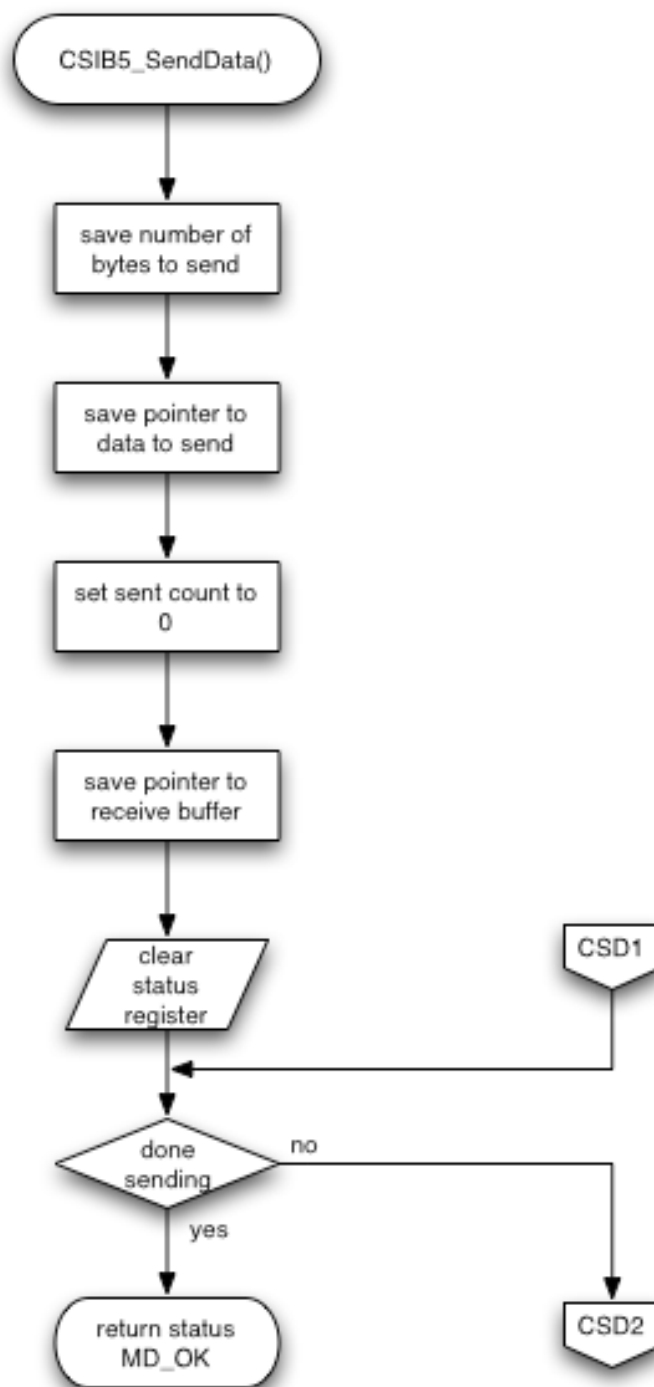 CSIB5_SendData()
save number of
bytes to send
save pointer to
data to send
set sent count to
0
save pointer to
receive buffer
clear
status
register
CSD1
done
sending
no
yes
return status
MD_OK
CSD2